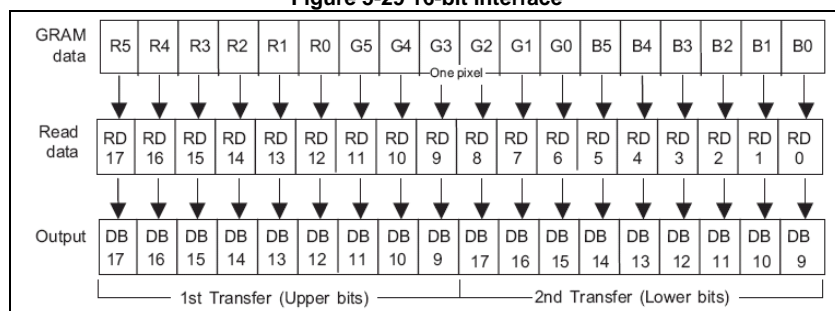 Figure 3-29 16-bit interface
GRAM data R5 R4 R3 R2 R1 R0 G5 G4 G3 G2 G1 G0 B5 B4 B3 B2 B1 B0
One pixel
Read data RD 17 RD 16 RD 15 RD 14 RD 13 RD 12 RD 11 RD 10 RD 9 RD 8 RD 7 RD 6 RD 5 RD 4 RD 3 RD 2 RD 1 RD 0
Output DB 17 DB 16 DB 15 DB 14 DB 13 DB 12 DB 11 DB 10 DB 9 DB 17 DB 16 DB 15 DB 14 DB 13 DB 12 DB 11 DB 10 DB 9
1st Transfer (Upper bits) 2nd Transfer (Lower bits)